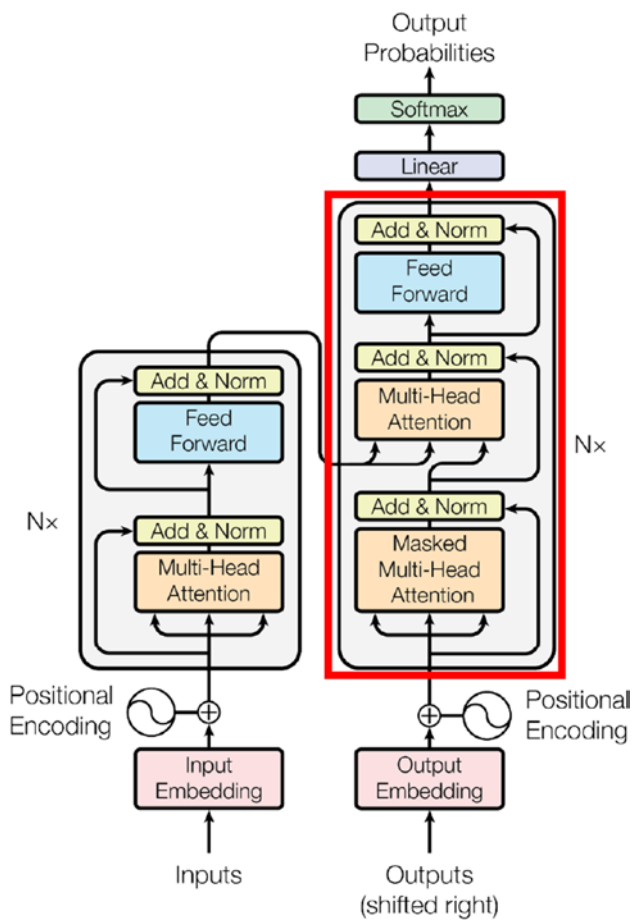 Output
Probabilities
Softmax
Linear
Add & Norm
Feed
Forward
Add & Norm
Multi-Head
Attention
Add & Norm
Masked
Multi-Head
Attention
N×
Add & Norm
Feed
Forward
Add & Norm
Multi-Head
Attention
N×
Positional
Encoding
Positional
Encoding
Input
Embedding
Output
Embedding
Inputs
Outputs
(shifted right)